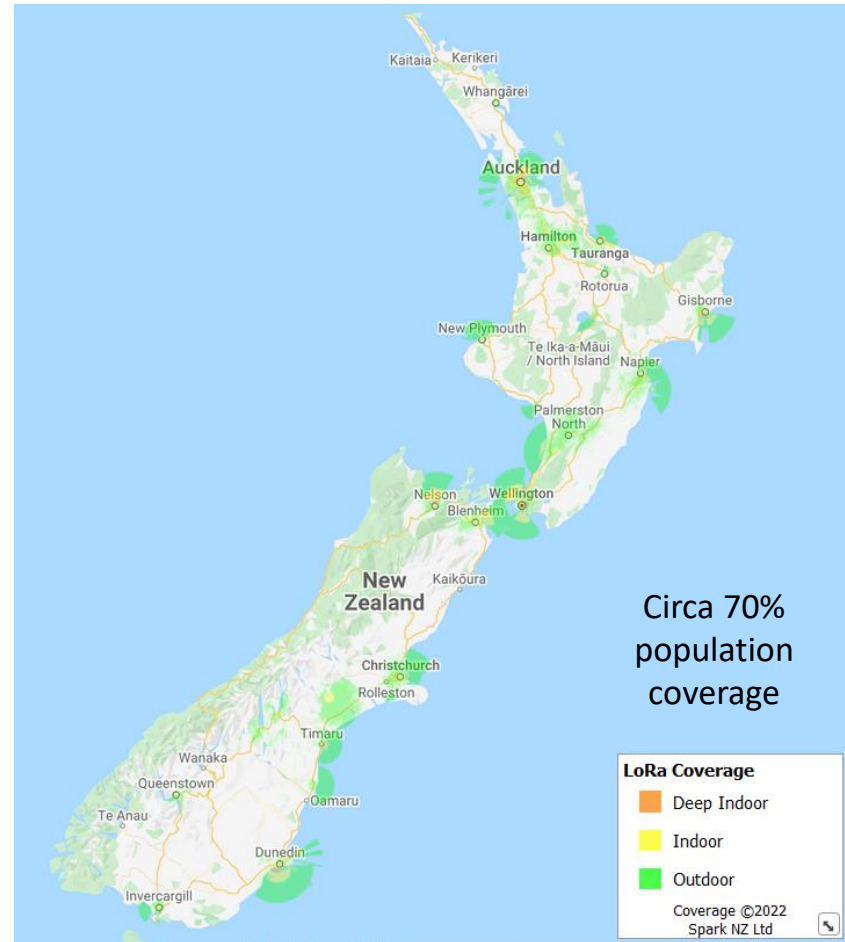 Kaitaia
Kerikeri
Whangārei
Auckland
Hamilton
Tauranga
Rotorua
Gisborne
New Plymouth
Te Ika-a-Māui
/ North Island
Napier
Palmerston
North
Nelson
Wellington
Blenheim
New
Zealand
Kaikōura
Circa 70%
population
coverage
Christchurch
Rolleston
Timaru
Wanaka
Queenstown
Oamaru
Te Anau
Dunedin
Invercargill
LoRa Coverage
Deep Indoor
Indoor
Outdoor
Coverage ©2022
Spark NZ Ltd